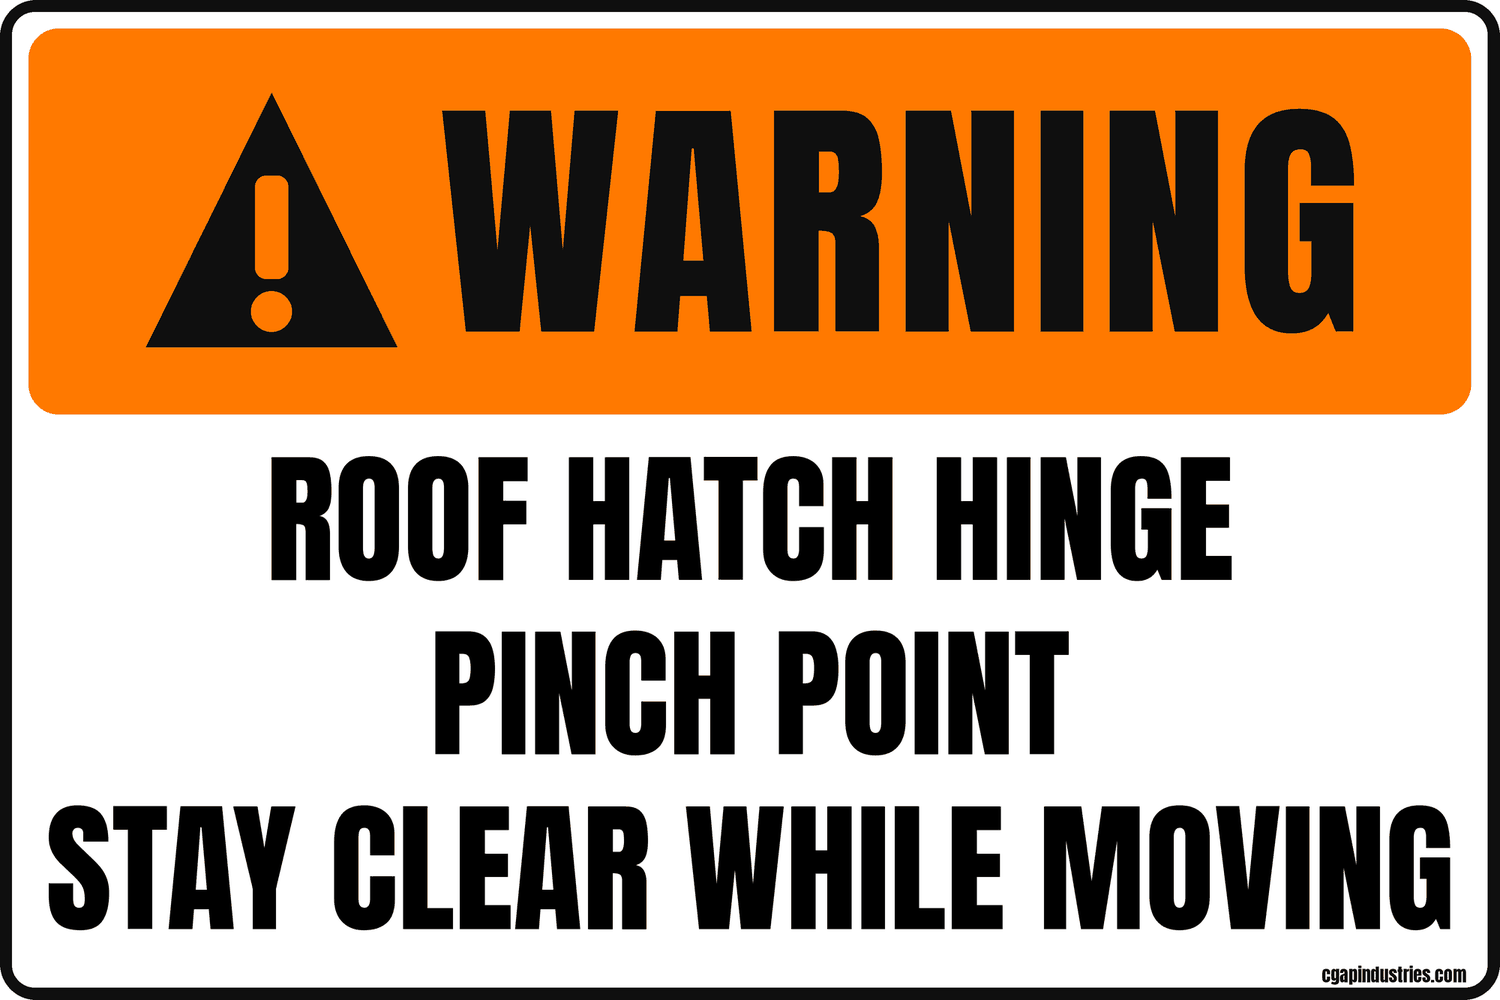 WARNING
ROOF HATCH HINGE
PINCH POINT
STAY CLEAR WHILE MOVING
cgapindustries.com